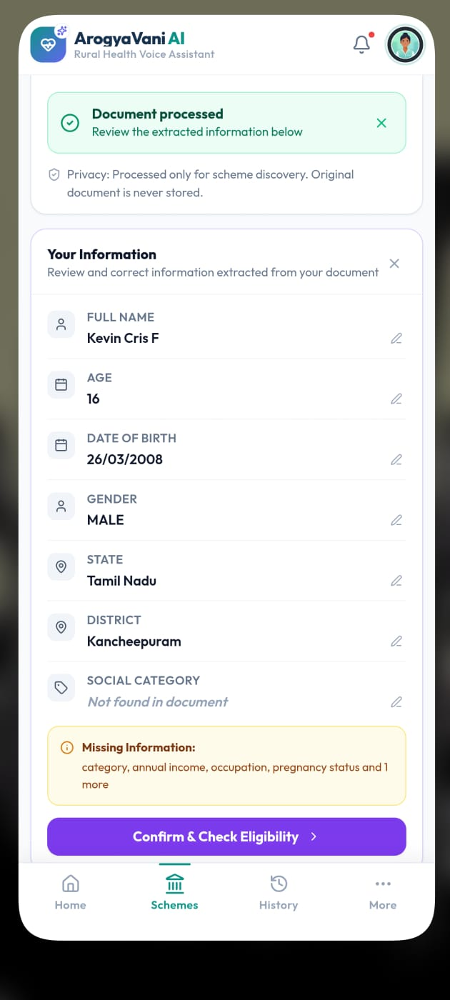 ArogyaVani AI
Rural Health Voice Assistant
Document processed
Review the extracted information below
Privacy: Processed only for scheme discovery. Original
document is never stored.
Your Information
Review and correct information extracted from your document
FULL NAME
Kevin Cris F
AGE
16
DATE OF BIRTH
26/03/2008
GENDER
MALE
STATE
Tamil Nadu
DISTRICT
Kancheepuram
SOCIAL CATEGORY
Not found in document
Missing Information:
category, annual income, occupation, pregnancy status and 1
more
Confirm & Check Eligibility
Home
Schemes
History
More